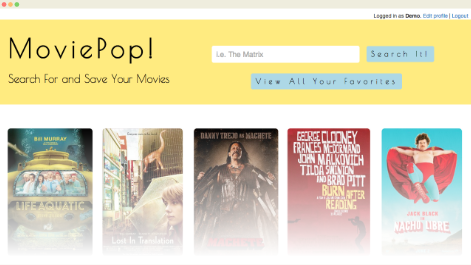 Logged in as Demo. Edit profile | Logout
MoviePop!
i.e. The Matrix
Search It!
Search For and Save Your Movies
View All Your Favorites
BILL MURRAY
LIFE AQUATIC
Lost In Translation
DANNY TREJO IS MACHETE
GEORGE CLOONEY
FRANCES McDORMAND
JOHN MALKOVICH
TILDA SWINTON
AND BRAD PITT
BURN AFTER
READING
JACK BLACK
NACHO LIBRE